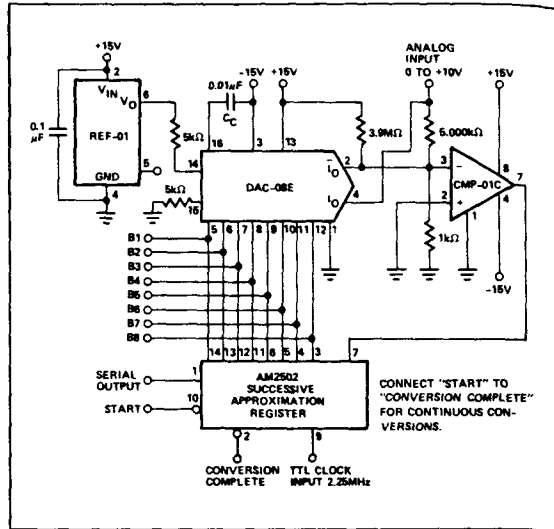 +15V
2
V_IN
V_O
6
REF-01
0.1
μF
5
GND
4
5kΩ
5kΩ
0.01μF
C_C
-15V
+15V
16
3
13
14
15
DAC-08E
2
I̅_O
I_O
4
5 6 7 8 9 10 11 12 1
3.9MΩ
ANALOG
INPUT
0 TO +10V
5.000kΩ
1kΩ
+15V
3
2
CMP-01C
8
7
4
1
-15V
B1
B2
B3
B4
B5
B6
B7
B8
14 13 12 11 6 5 4 3 7
SERIAL
OUTPUT
1
START
10
AM2502
SUCCESSIVE
APPROXIMATION
REGISTER
2
9
CONVERSION
COMPLETE
TTL CLOCK
INPUT 2.25MHz
CONNECT "START" TO
"CONVERSION COMPLETE"
FOR CONTINUOUS CON-
VERSIONS.